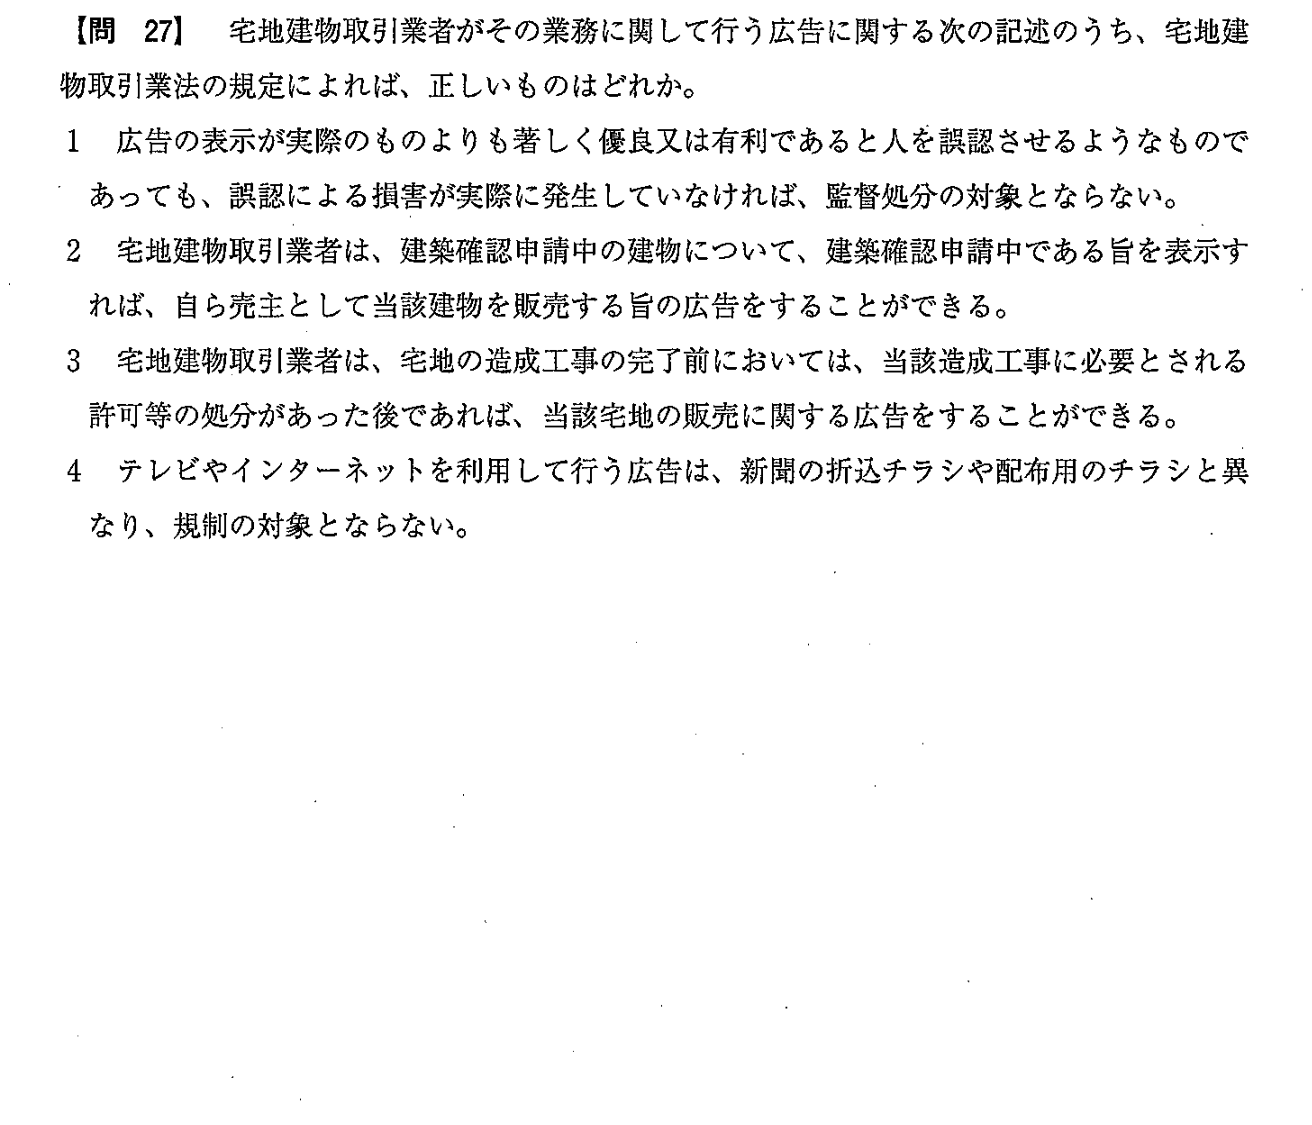 【問　27】　宅地建物取引業者がその業務に関して行う広告に関する次の記述のうち、宅地建
物取引業法の規定によれば、正しいものはどれか。
1　広告の表示が実際のものよりも著しく優良又は有利であると人を誤認させるようなもので
あっても、誤認による損害が実際に発生していなければ、監督処分の対象とならない。
2　宅地建物取引業者は、建築確認申請中の建物について、建築確認申請中である旨を表示す
れば、自ら売主として当該建物を販売する旨の広告をすることができる。
3　宅地建物取引業者は、宅地の造成工事の完了前においては、当該造成工事に必要とされる
許可等の処分があった後であれば、当該宅地の販売に関する広告をすることができる。
4　テレビやインターネットを利用して行う広告は、新聞の折込チラシや配布用のチラシと異
なり、規制の対象とならない。